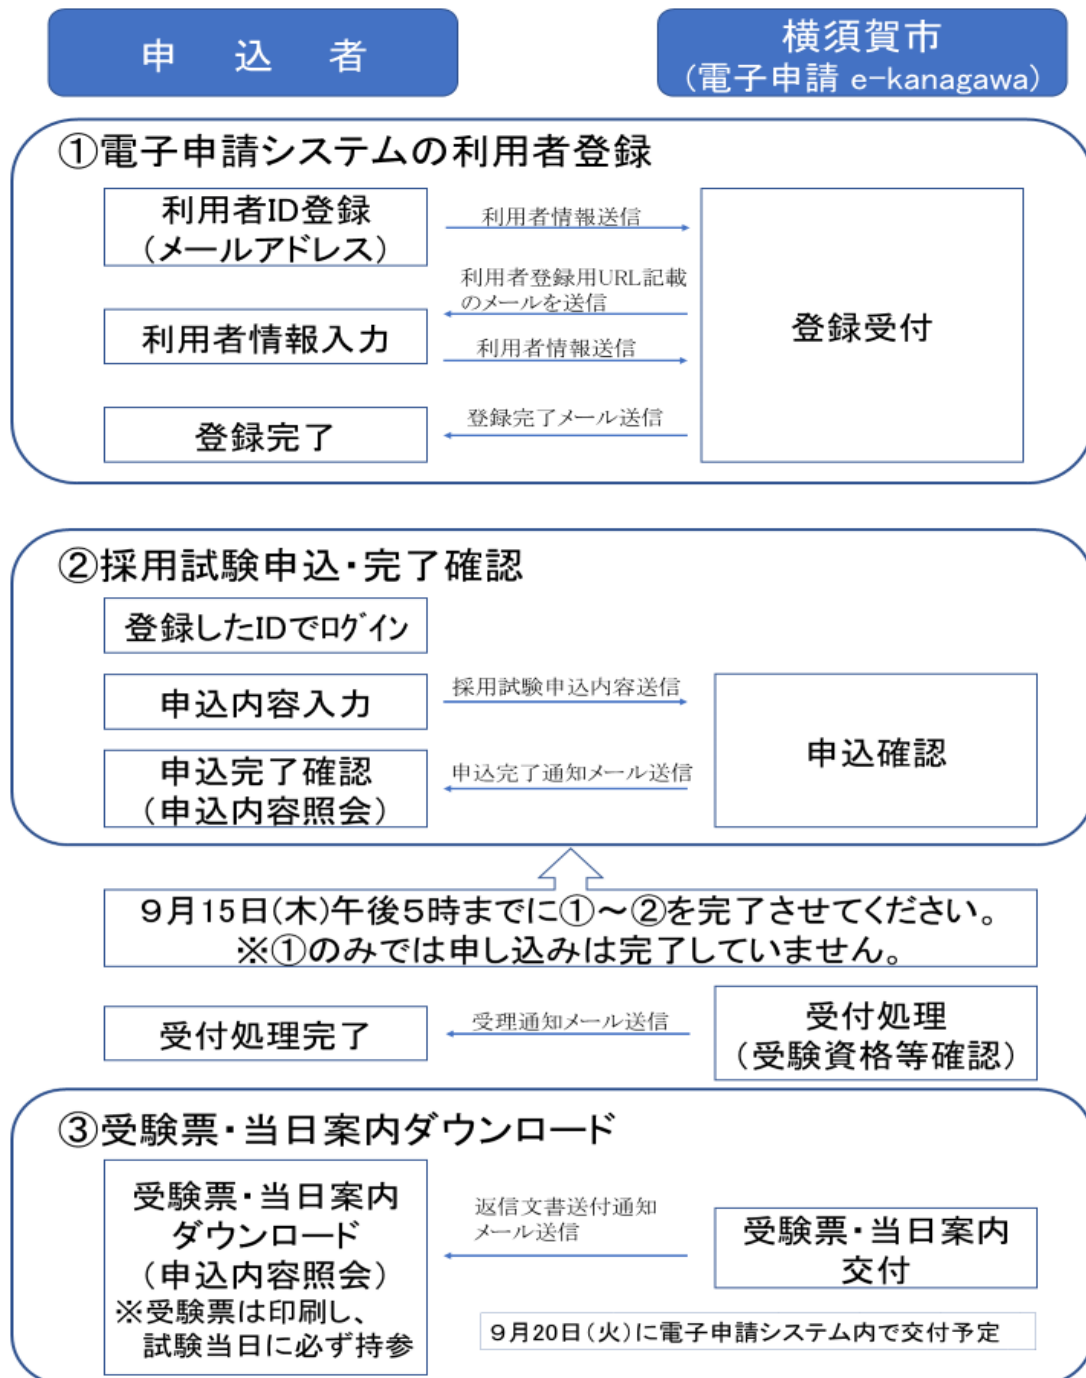 申　込　者
横須賀市
(電子申請 e-kanagawa)
①電子申請システムの利用者登録
利用者ID登録
（メールアドレス）
利用者情報送信
利用者登録用URL記載
のメールを送信
登録受付
利用者情報入力
利用者情報送信
登録完了
登録完了メール送信
②採用試験申込・完了確認
登録したIDでﾛｸﾞｲﾝ
申込内容入力
採用試験申込内容送信
申込確認
申込完了確認
（申込内容照会）
申込完了通知メール送信
９月15日(木)午後５時までに①～②を完了させてください。
※①のみでは申し込みは完了していません。
受付処理完了
受理通知メール送信
受付処理
（受験資格等確認）
③受験票・当日案内ダウンロード
受験票・当日案内
ダウンロード
（申込内容照会）
※受験票は印刷し、
試験当日に必ず持参
返信文書送付通知
メール送信
受験票・当日案内
交付
９月20日（火）に電子申請システム内で交付予定